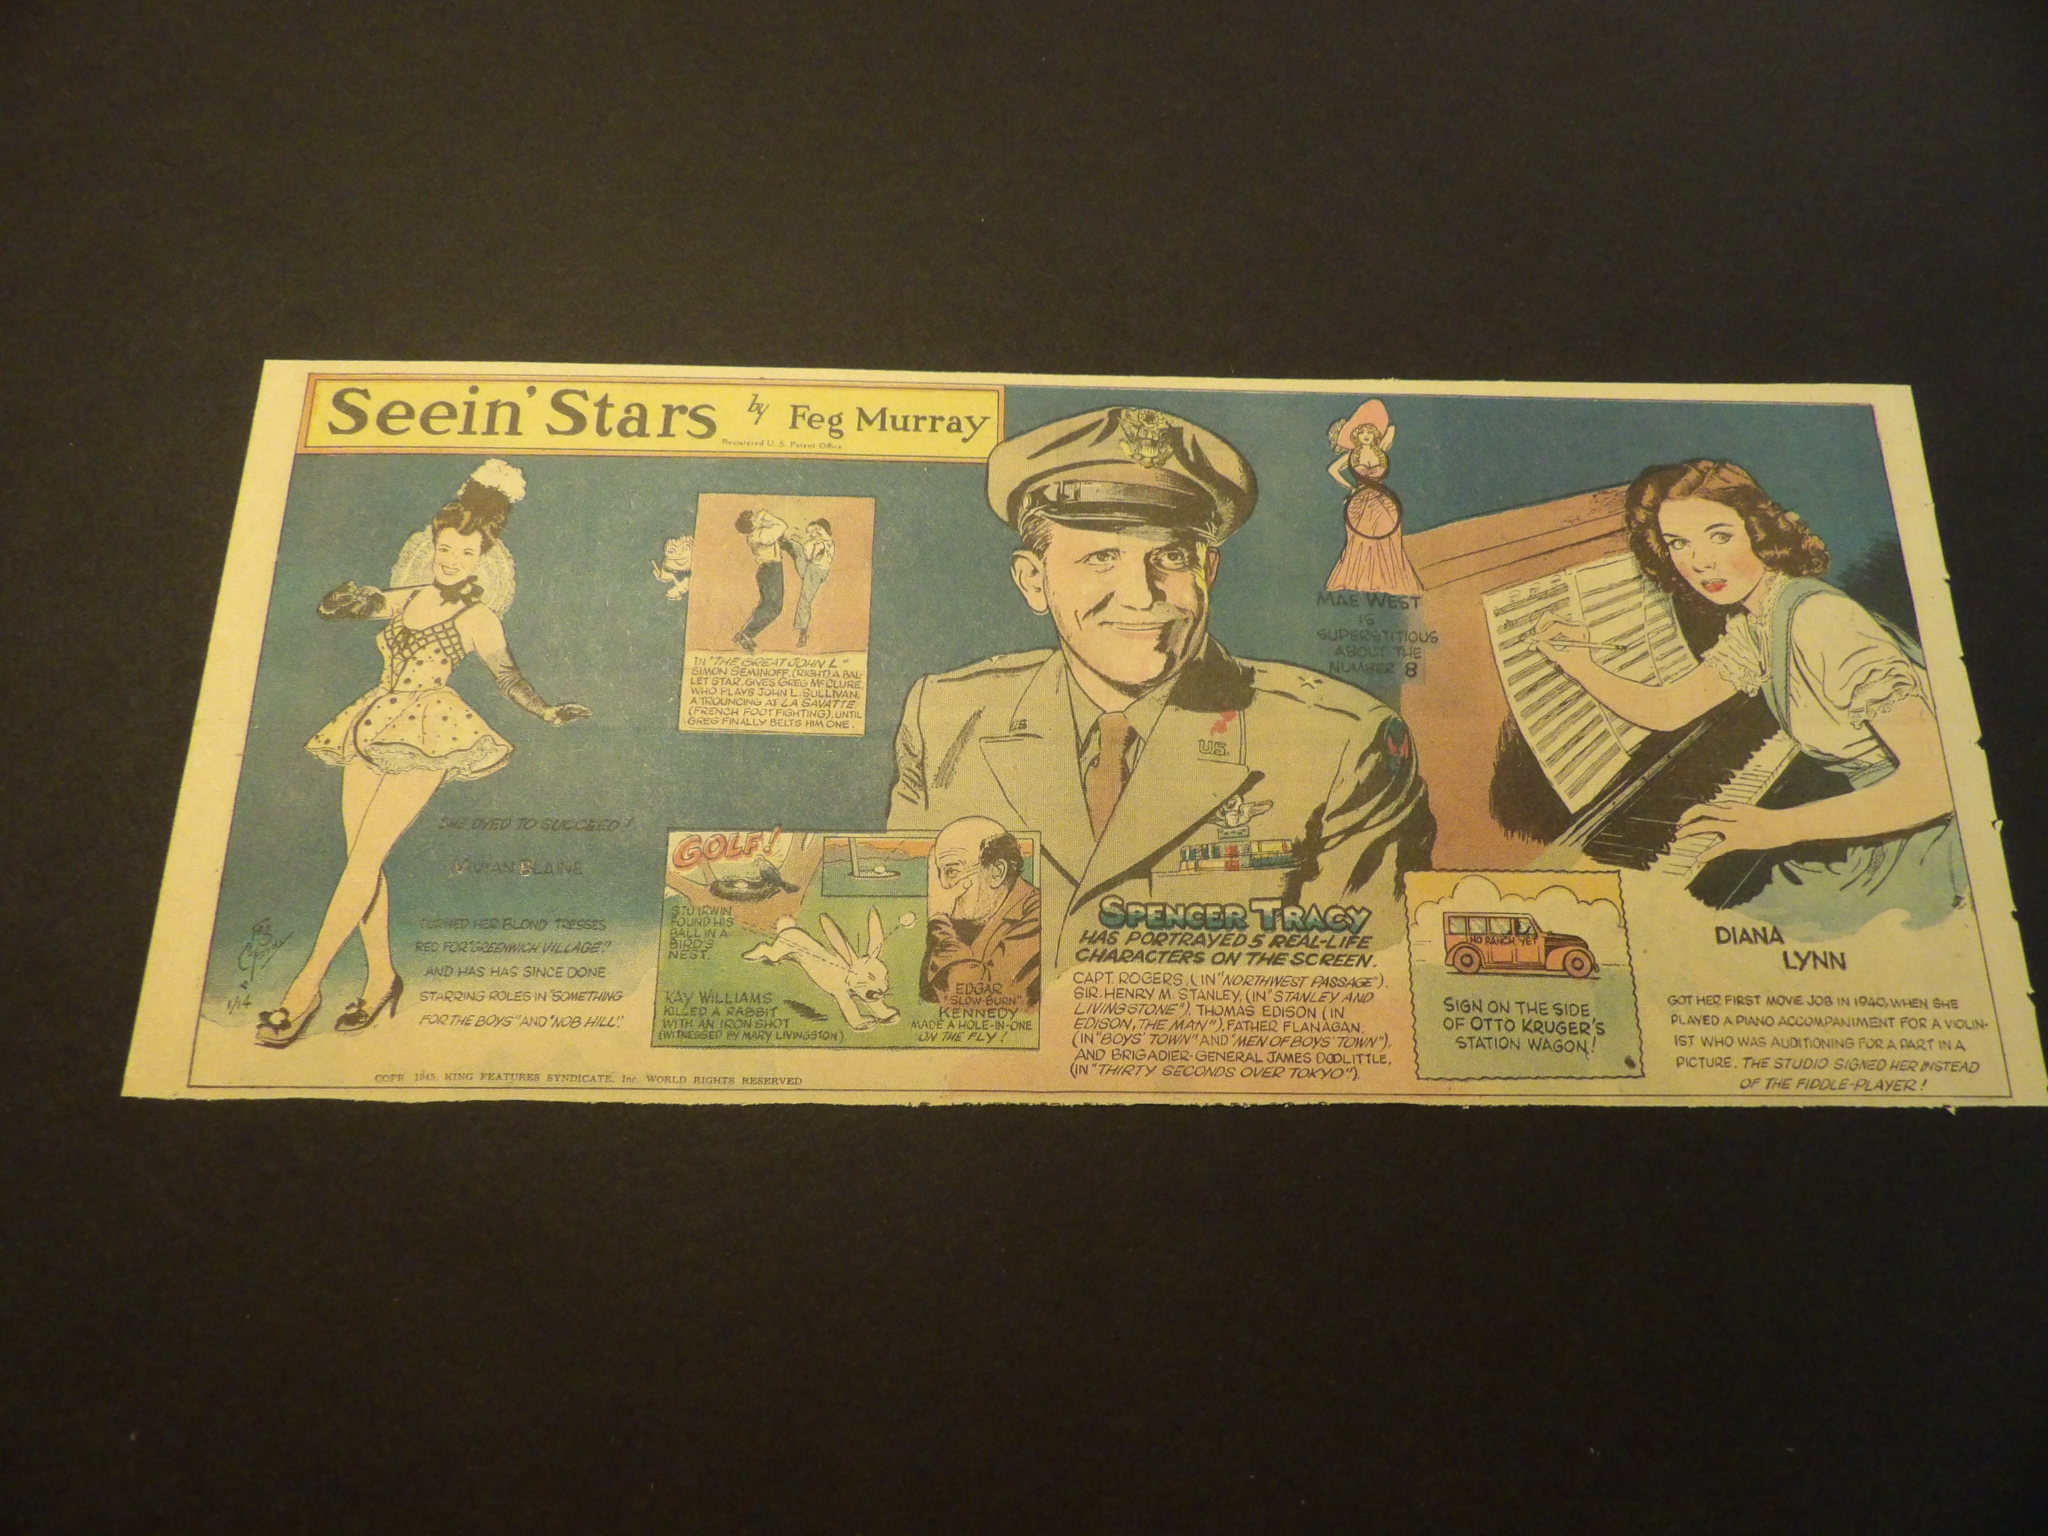 Seein' Stars by Feg Murray
Registered U. S. Patent Office
SHE DYED TO SUCCEED!
VIVIAN BLAINE
TURNED HER BLOND TRESSES
RED FOR "GREENWICH VILLAGE"
AND HAS HAS SINCE DONE
STARRING ROLES IN "SOMETHING
FOR THE BOYS" AND "NOB HILL".
1/14
COPR. 1945, KING FEATURES SYNDICATE, Inc. WORLD RIGHTS RESERVED
IN "THE GREAT JOHN L."
SIMON SEMINOFF, (RIGHT) A BAL-
LET STAR, GIVES GREG McCLURE,
WHO PLAYS JOHN L. SULLIVAN,
A TROUNCING AT LA SAVATTE
(FRENCH FOOT FIGHTING), UNTIL
GREG FINALLY BELTS HIM ONE.
GOLF!
STU IRWIN
FOUND HIS
BALL IN A
BIRD'S
NEST.
KAY WILLIAMS
KILLED A RABBIT
WITH AN IRON SHOT
(WITNESSED BY MARY LIVINGSTON)
EDGAR
"SLOW-BURN"
KENNEDY
MADE A HOLE-IN-ONE
ON THE FLY!
U.S.
U.S.
SPENCER TRACY
HAS PORTRAYED 5 REAL-LIFE
CHARACTERS ON THE SCREEN.
CAPT. ROGERS, (IN "NORTHWEST PASSAGE"),
SIR HENRY M. STANLEY, (IN "STANLEY AND
LIVINGSTONE"), THOMAS EDISON (IN
EDISON, THE MAN"), FATHER FLANAGAN,
(IN "BOYS' TOWN" AND "MEN OF BOYS' TOWN"),
AND BRIGADIER-GENERAL JAMES DOOLITTLE,
(IN "THIRTY SECONDS OVER TOKYO").
MAE WEST
IS
SUPERSTITIOUS
ABOUT THE
NUMBER 8
NO RANCH YET
SIGN ON THE SIDE
OF OTTO KRUGER'S
STATION WAGON!
DIANA
LYNN
GOT HER FIRST MOVIE JOB IN 1940, WHEN SHE
PLAYED A PIANO ACCOMPANIMENT FOR A VIOLIN-
IST WHO WAS AUDITIONING FOR A PART IN A
PICTURE. THE STUDIO SIGNED HER INSTEAD
OF THE FIDDLE-PLAYER!